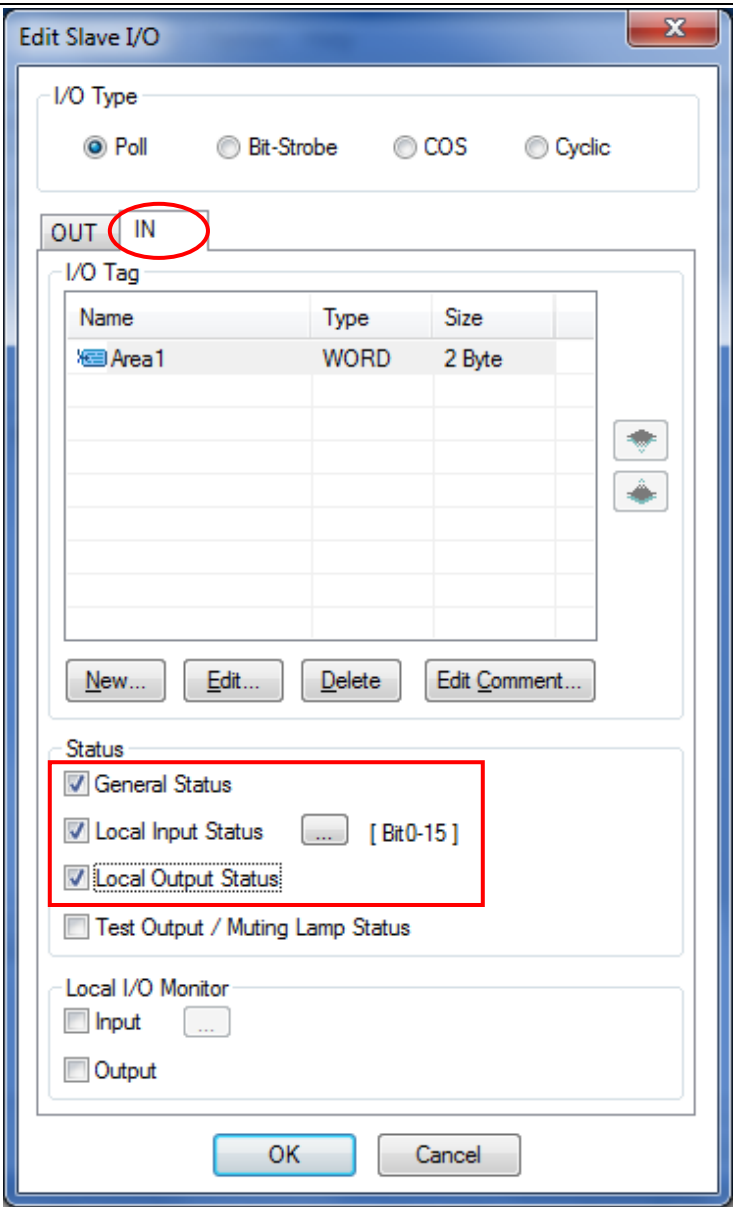 Edit Slave I/O
I/O Type
Poll Bit-Strobe COS Cyclic
OUT IN
I/O Tag
Name Type Size
Area1 WORD 2 Byte
New... Edit... Delete Edit Comment...
Status
General Status
Local Input Status ... [ Bit0-15 ]
Local Output Status
Test Output / Muting Lamp Status
Local I/O Monitor
Input ...
Output
OK Cancel